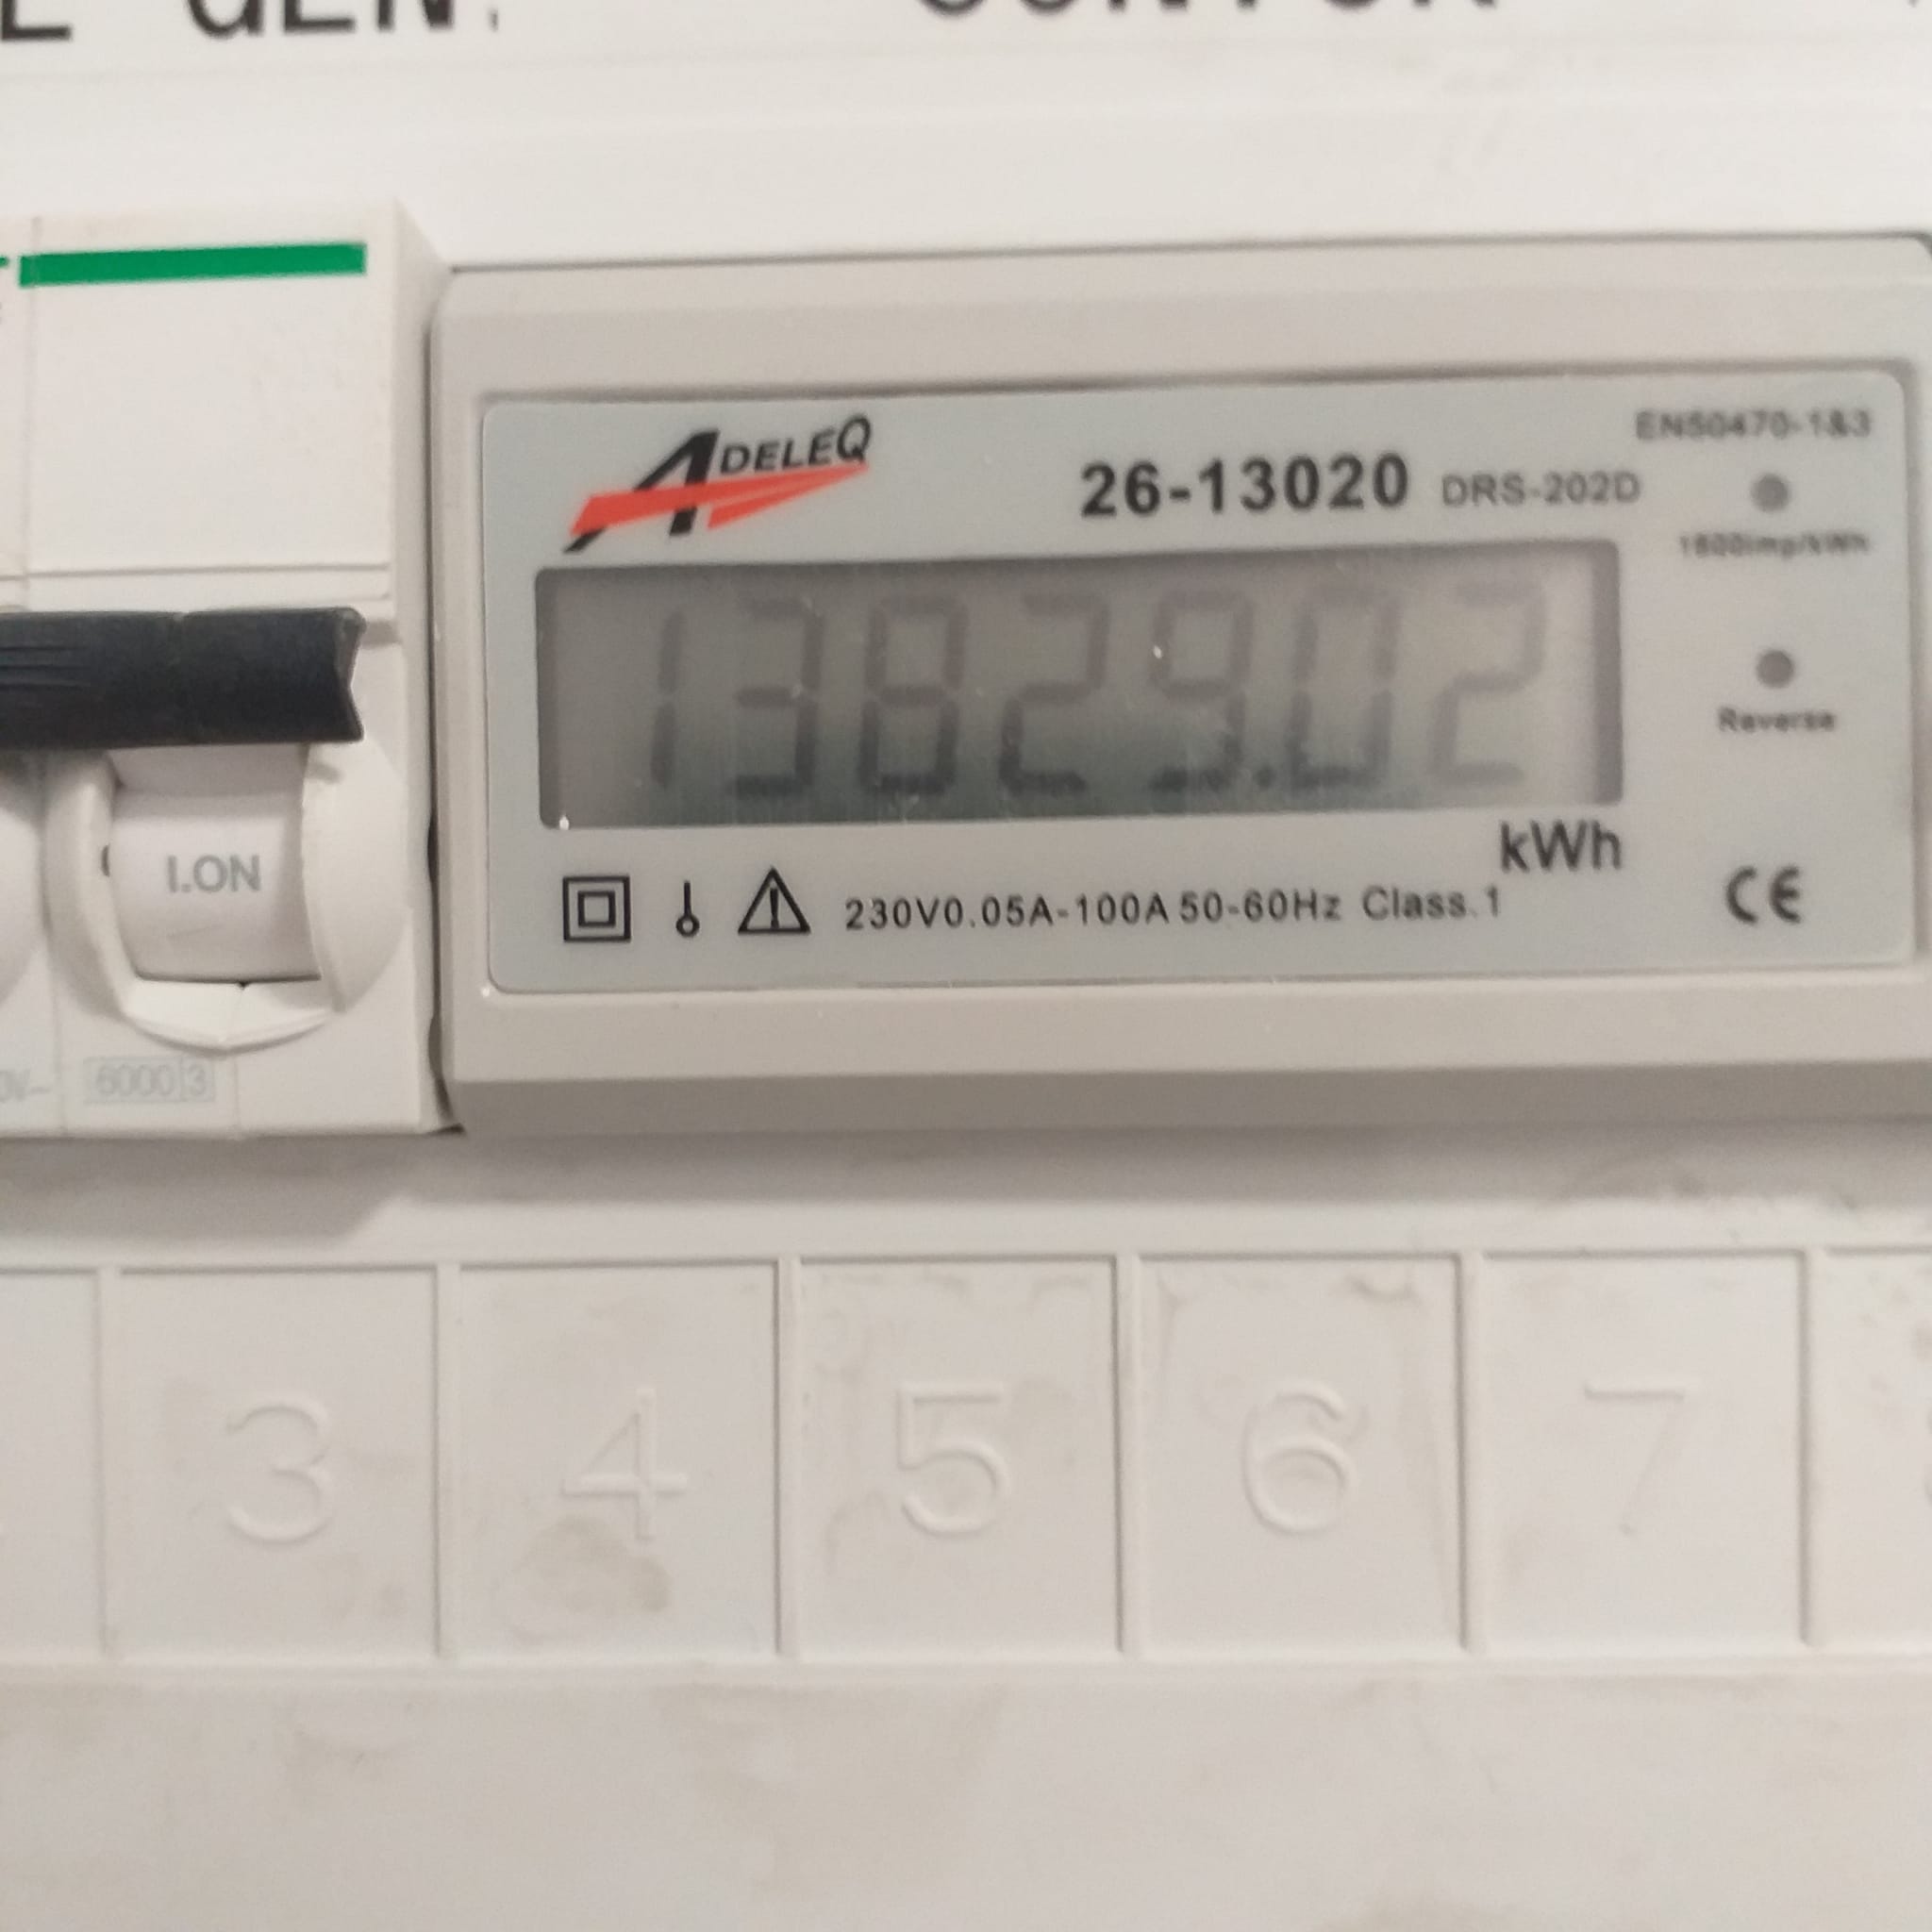 GEN.
ADELEQ
26-13020 DRS-202D
EN50470-1&3
1600imp/kWh
13829.02
Reverse
kWh
230V0.05A-100A 50-60Hz Class.1
CE
I.ON
6000 3
3 4 5 6 7